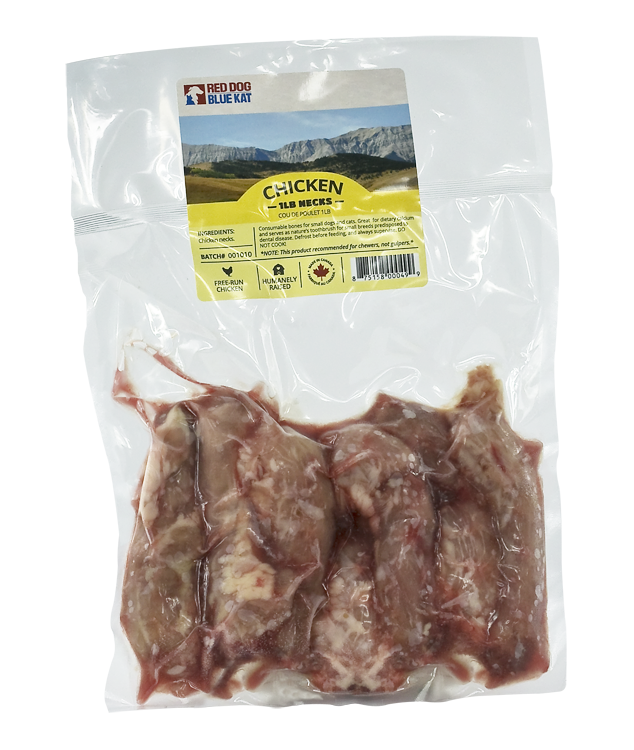 RED DOG
BLUE KAT
CHICKEN
1LB NECKS
COU DE POULET 1LB
INGREDIENTS:
Chicken necks.
BATCH# 001010
Consumable bones for small dogs and cats. Great for dietary calcium
and serves as nature's toothbrush for small breeds predisposed to
dental disease. Defrost before feeding, and always supervise. DO
NOT COOK!
*NOTE: This product recommended for chewers, not gulpers.*
FREE-RUN
CHICKEN
HUMANELY
RAISED